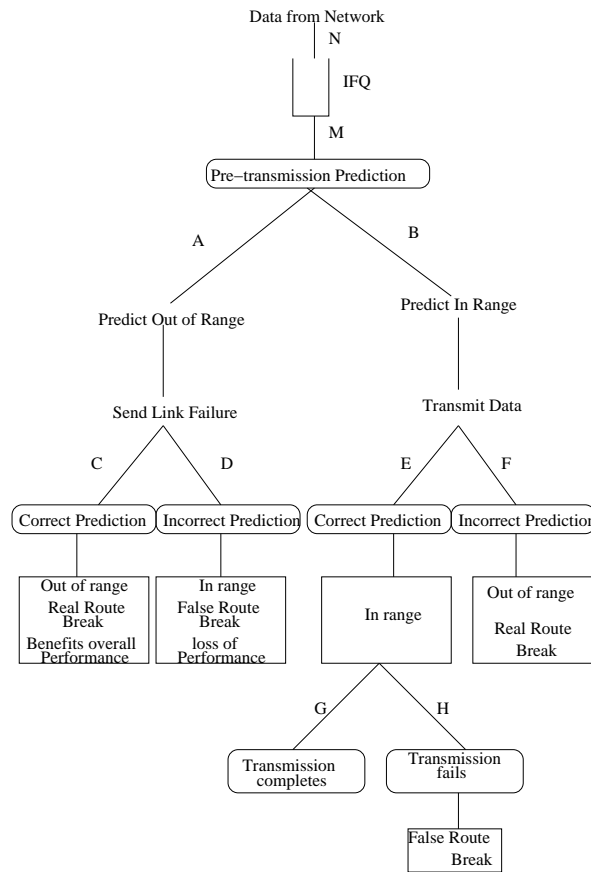 Data from Network
N
IFQ
M
Pre-transmission Prediction
A
B
Predict Out of Range
Predict In Range
Send Link Failure
Transmit Data
C
D
E
F
Correct Prediction
Incorrect Prediction
Correct Prediction
Incorrect Prediction
Out of range
Real Route
Break
Benefits overall
Performance
In range
False Route
Break
loss of
Performance
In range
Out of range
Real Route
Break
G
H
Transmission
completes
Transmission
fails
False Route
Break